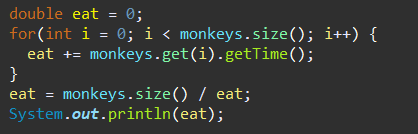 double eat = 0;
for(int i = 0; i < monkeys.size(); i++) {
  eat += monkeys.get(i).getTime();
}
eat = monkeys.size() / eat;
System.out.println(eat);